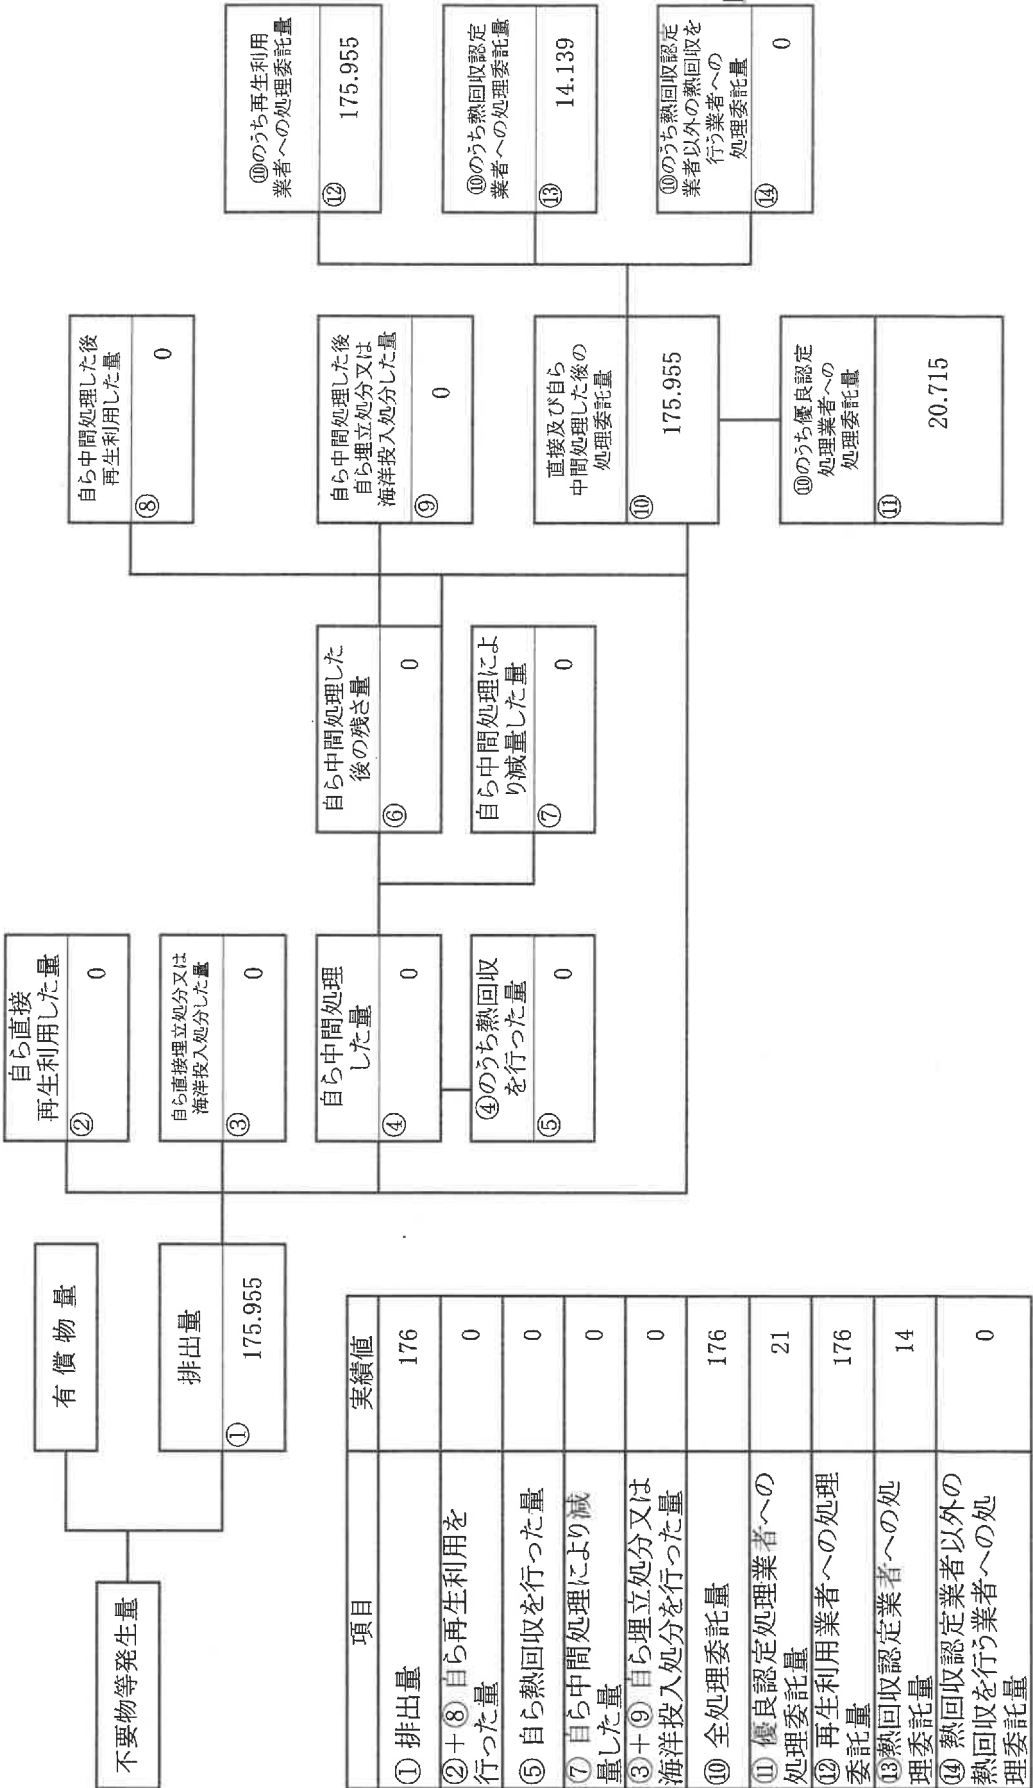 不要物等発生量
有償物量
排出量
①
175.955
自ら直接
再生利用した量
②
0
自ら直接埋立処分又は
海洋投入処分した量
③
0
自ら中間処理
した量
④
0
④のうち熱回収
を行った量
⑤
0
自ら中間処理した
後の残さ量
⑥
0
自ら中間処理によ
り減量した量
⑦
0
自ら中間処理した後
再生利用した量
⑧
0
自ら中間処理した後
自ら埋立処分又は
海洋投入処分した量
⑨
0
直接及び自ら
中間処理した後の
処理委託量
⑩
175.955
⑩のうち優良認定
処理業者への
処理委託量
⑪
20.715
⑩のうち再生利用
業者への処理委託量
⑫
175.955
⑩のうち熱回収認定
業者への処理委託量
⑬
14.139
⑩のうち熱回収認定
業者以外の熱回収を
行う業者への
処理委託量
⑭
0
項目 実績値
① 排出量 176
②+⑧ 自ら再生利用を
行った量 0
⑤ 自ら熱回収を行った量 0
⑦ 自ら中間処理により減
量した量 0
③+⑨ 自ら埋立処分又は
海洋投入処分を行った量 0
⑩ 全処理委託量 176
⑪ 優良認定処理業者への
処理委託量 21
⑫ 再生利用業者への処理
委託量 176
⑬熱回収認定業者への処
理委託量 14
⑭ 熱回収認定業者以外の
熱回収を行う業者への処
理委託量 0